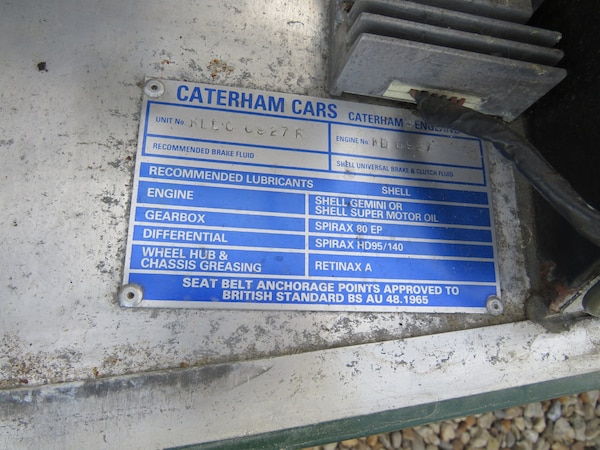 CATERHAM CARS CATERHAM - ENGLAND
UNIT No.
ENGINE No.
RECOMMENDED BRAKE FLUID
SHELL UNIVERSAL BRAKE & CLUTCH FLUID
RECOMMENDED LUBRICANTS SHELL
ENGINE SHELL GEMINI OR
SHELL SUPER MOTOR OIL
GEARBOX SPIRAX 80 EP
DIFFERENTIAL SPIRAX HD95/140
WHEEL HUB &
CHASSIS GREASING RETINAX A
SEAT BELT ANCHORAGE POINTS APPROVED TO
BRITISH STANDARD BS AU 48.1965